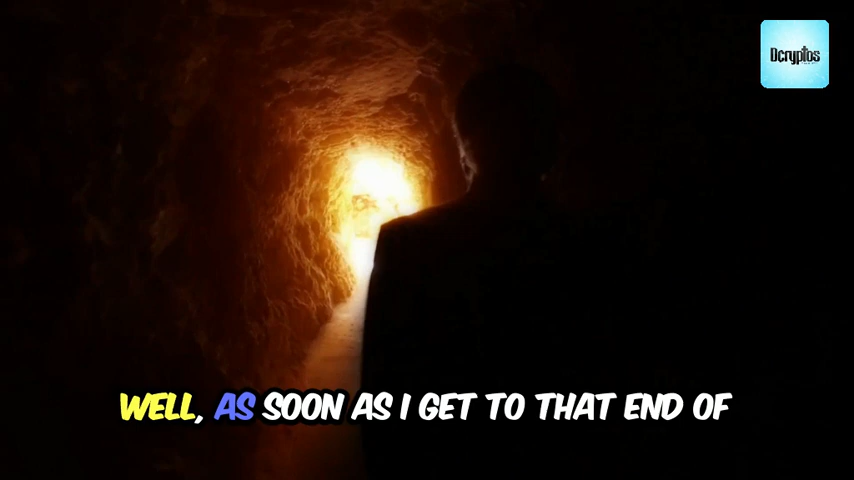 Dcryptos
WELL, AS SOON AS I GET TO THAT END OF